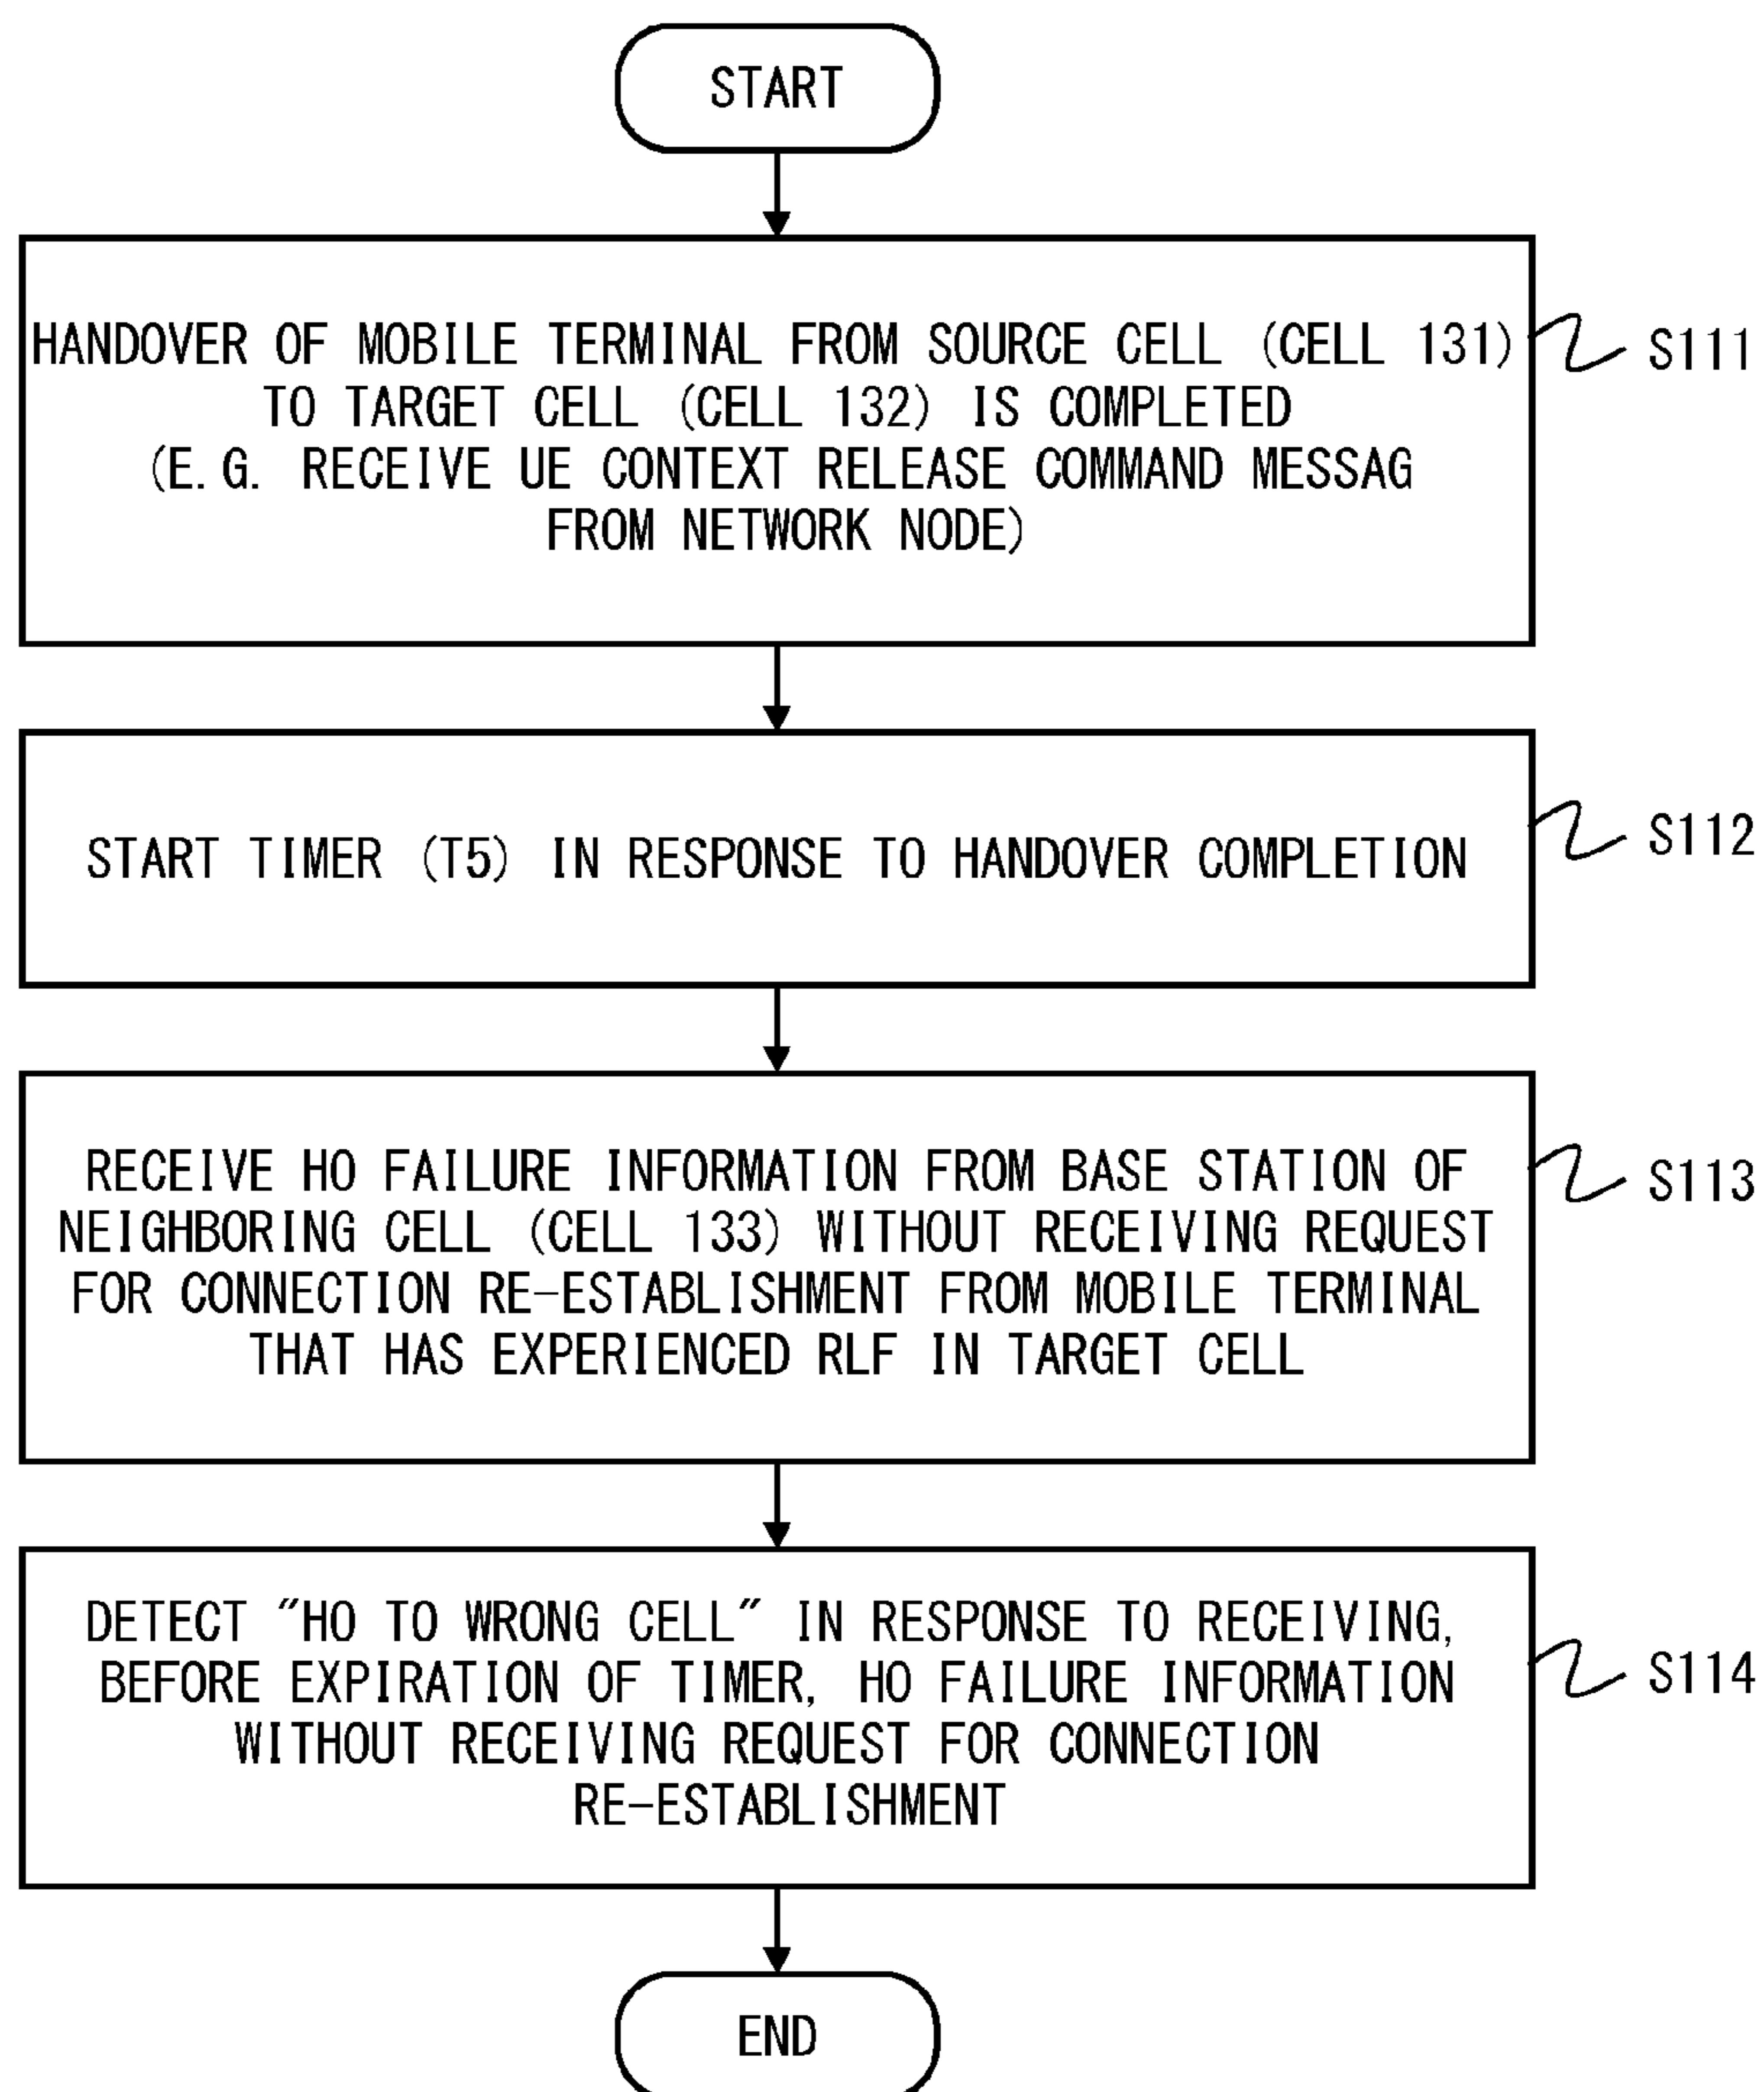 START
HANDOVER OF MOBILE TERMINAL FROM SOURCE CELL (CELL 131)
TO TARGET CELL (CELL 132) IS COMPLETED
(E.G. RECEIVE UE CONTEXT RELEASE COMMAND MESSAG
FROM NETWORK NODE)
S111
START TIMER (T5) IN RESPONSE TO HANDOVER COMPLETION
S112
RECEIVE HO FAILURE INFORMATION FROM BASE STATION OF
NEIGHBORING CELL (CELL 133) WITHOUT RECEIVING REQUEST
FOR CONNECTION RE-ESTABLISHMENT FROM MOBILE TERMINAL
THAT HAS EXPERIENCED RLF IN TARGET CELL
S113
DETECT "HO TO WRONG CELL" IN RESPONSE TO RECEIVING,
BEFORE EXPIRATION OF TIMER, HO FAILURE INFORMATION
WITHOUT RECEIVING REQUEST FOR CONNECTION
RE-ESTABLISHMENT
S114
END